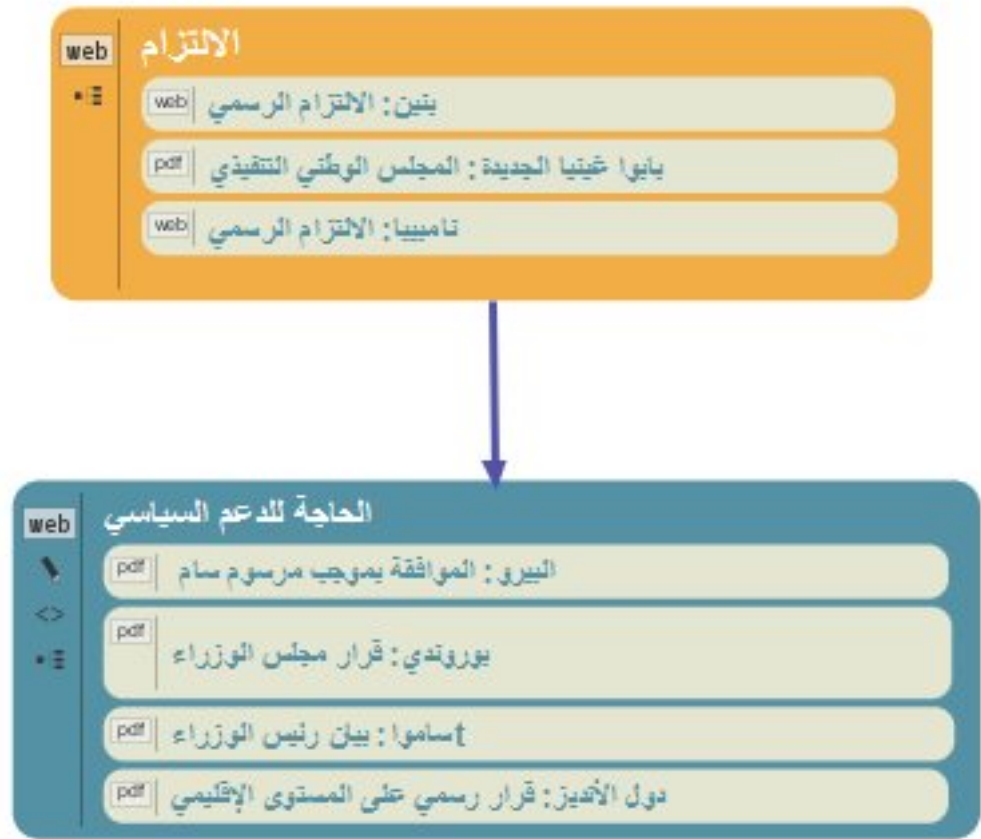 الالتزام
web
بنين: الالتزام الرسمي
web
بابوا غينيا الجديدة: المجلس الوطني التنفيذي
pdf
ناميبيا: الالتزام الرسمي
web
الحاجة للدعم السياسي
web
البيرو: الموافقة بموجب مرسوم سام
pdf
<>
بوروندي: قرار مجلس الوزراء
pdf
tساموا: بيان رئيس الوزراء
pdf
دول الأنديز: قرار رسمي على المستوى الإقليمي
pdf